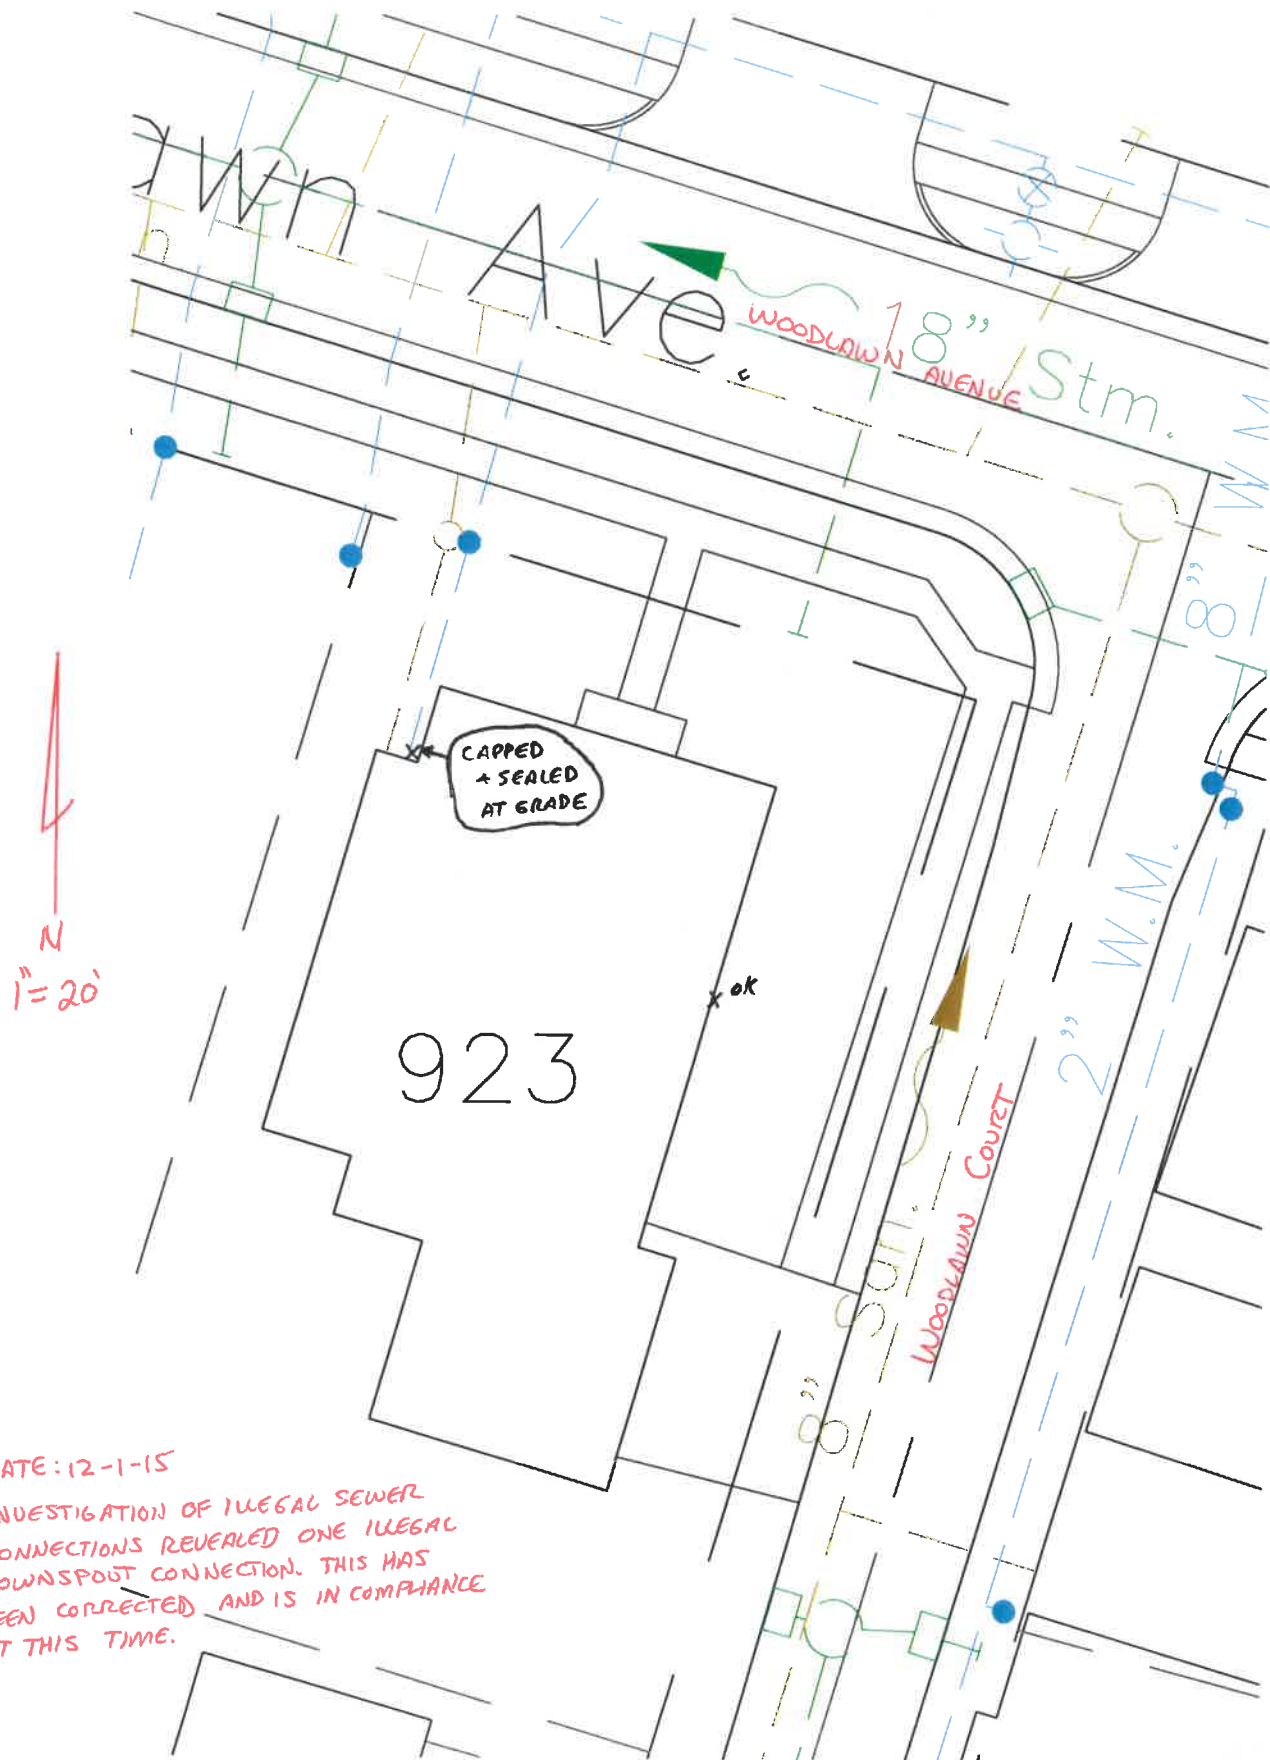 awn Ave.
18" Stm.
WOODLAWN AVENUE
W M
8"
CAPPED
+ SEALED
AT GRADE
N
1"= 20'
OK
923
2" W.M.
8" San.
WOODLAWN COURT
ATE: 12-1-15
NVESTIGATION OF ILLEGAL SEWER
ONNECTIONS REVEALED ONE ILLEGAL
OWNSPOUT CONNECTION. THIS HAS
EEN CORRECTED AND IS IN COMPLIANCE
T THIS TIME.